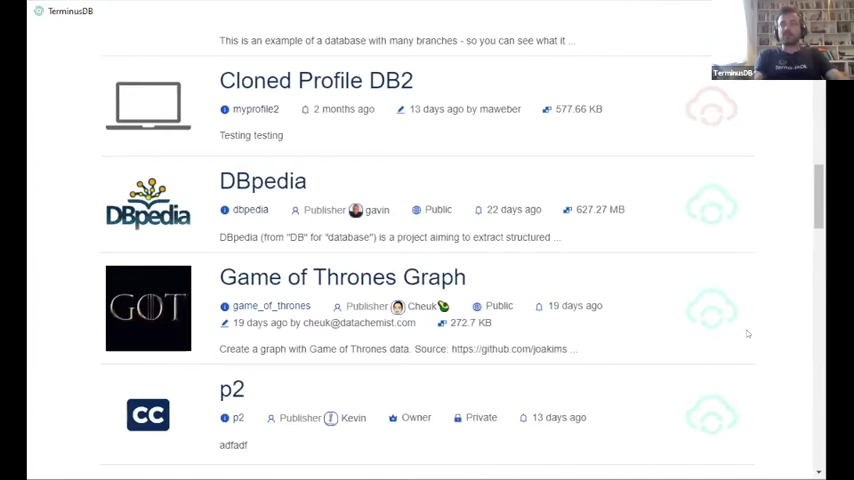 TerminusDB
This is an example of a database with many branches - so you can see what it ...
TerminusDB
Cloned Profile DB2
myprofile2 2 months ago 13 days ago by maweber 577.66 KB
Testing testing
DBpedia
DBpedia
dbpedia Publisher gavin Public 22 days ago 627.27 MB
DBpedia (from "DB" for "database") is a project aiming to extract structured ...
GOT
Game of Thrones Graph
game_of_thrones Publisher Cheuk Public 19 days ago
19 days ago by cheuk@datachemist.com 272.7 KB
Create a graph with Game of Thrones data. Source: https://github.com/joakims ...
CC
p2
p2 Publisher Kevin Owner Private 13 days ago
adfadf